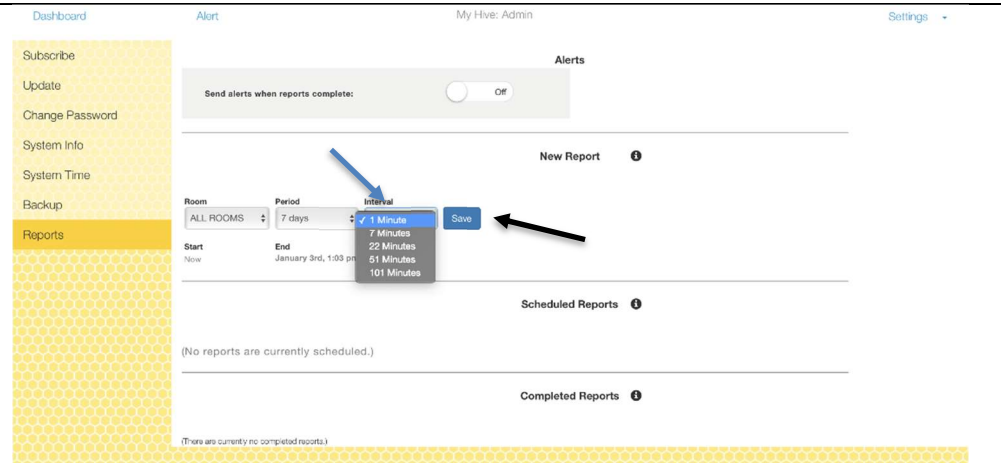 Dashboard Alert My Hive: Admin Settings
Subscribe
Update
Change Password
System Info
System Time
Backup
Reports
Alerts
Send alerts when reports complete: Off
New Report
Room Period Interval
ALL ROOMS 7 days ✓ 1 Minute Save
7 Minutes
22 Minutes
51 Minutes
101 Minutes
Start End
Now January 3rd, 1:03 pm
Scheduled Reports
(No reports are currently scheduled.)
Completed Reports
(There are currently no completed reports.)